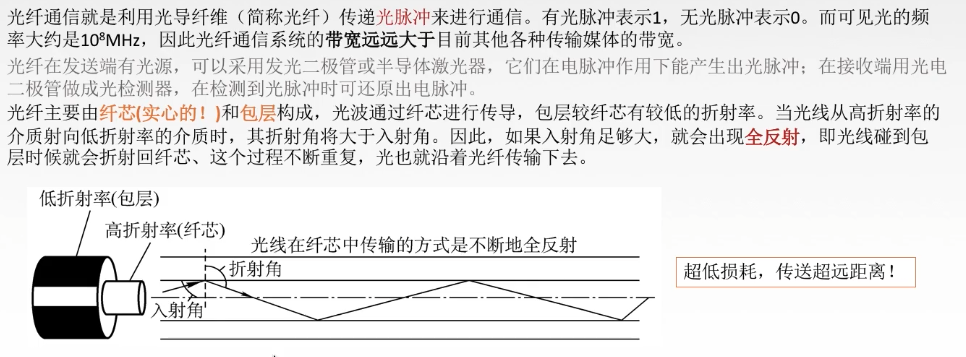 光纤通信就是利用光导纤维（简称光纤）传递光脉冲来进行通信。有光脉冲表示1，无光脉冲表示0。而可见光的频
率大约是10⁸MHz，因此光纤通信系统的带宽远远大于目前其他各种传输媒体的带宽。
光纤在发送端有光源，可以采用发光二极管或半导体激光器，它们在电脉冲作用下能产生出光脉冲；在接收端用光电
二极管做成光检测器，在检测到光脉冲时可还原出电脉冲。
光纤主要由纤芯(实心的！)和包层构成，光波通过纤芯进行传导，包层较纤芯有较低的折射率。当光线从高折射率的
介质射向低折射率的介质时，其折射角将大于入射角。因此，如果入射角足够大，就会出现全反射，即光线碰到包
层时候就会折射回纤芯、这个过程不断重复，光也就沿着光纤传输下去。
低折射率(包层)
高折射率(纤芯)
光线在纤芯中传输的方式是不断地全反射
折射角
入射角
超低损耗，传送超远距离！